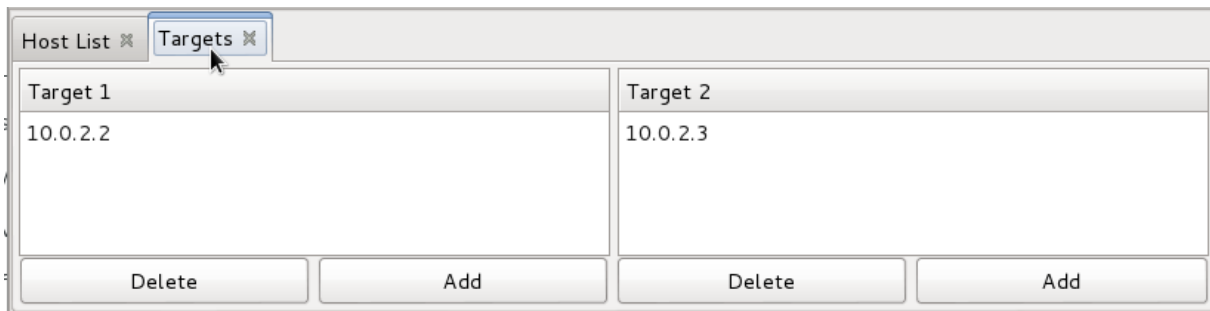 Host List Targets
Target 1 Target 2
10.0.2.2 10.0.2.3
Delete Add Delete Add